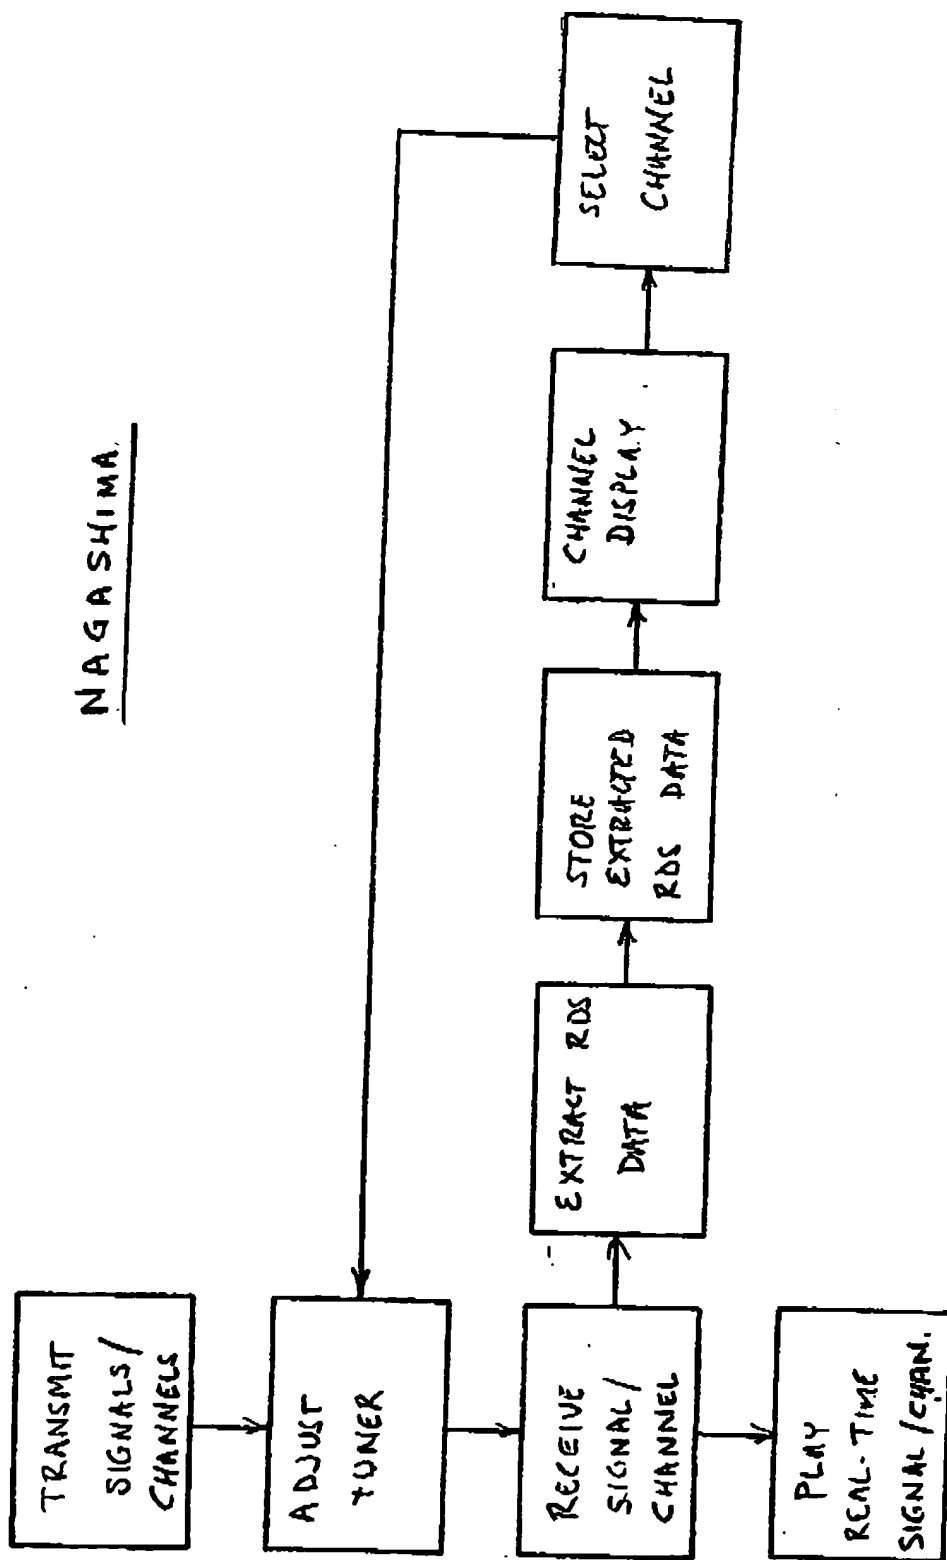 NAGASHIMA
TRANSMIT
SIGNALS/
CHANNELS
ADJUST
TUNER
RECEIVE
SIGNAL/
CHANNEL
PLAY
REAL-TIME
SIGNAL/CHAN.
EXTRACT RDS
DATA
STORE
EXTRACTED
RDS DATA
CHANNEL
DISPLAY
SELECT
CHANNEL